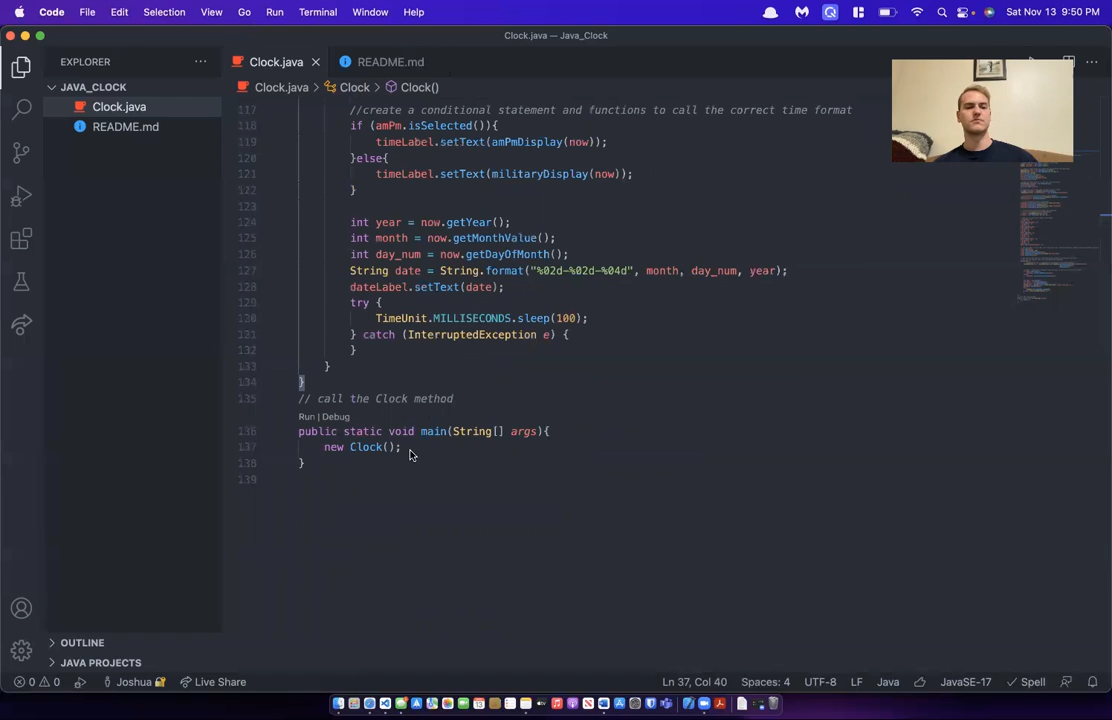 Code File Edit Selection View Go Run Terminal Window Help Sat Nov 13 9:50 PM
Clock.java — Java_Clock
EXPLORER
Clock.java
README.md
JAVA_CLOCK
Clock.java > Clock > Clock()
Clock.java
README.md
117 //create a conditional statement and functions to call the correct time format
118 if (amPm.isSelected()){
119 timeLabel.setText(amPmDisplay(now));
120 }else{
121 timeLabel.setText(militaryDisplay(now));
122 }
123
124 int year = now.getYear();
125 int month = now.getMonthValue();
126 int day_num = now.getDayOfMonth();
127 String date = String.format("%02d-%02d-%04d", month, day_num, year);
128 dateLabel.setText(date);
129 try {
130 TimeUnit.MILLISECONDS.sleep(100);
131 } catch (InterruptedException e) {
132 }
133 }
134 }
135 // call the Clock method
Run | Debug
136 public static void main(String[] args){
137 new Clock();
138 }
139
OUTLINE
JAVA PROJECTS
0 0 Joshua Live Share Ln 37, Col 40 Spaces: 4 UTF-8 LF Java JavaSE-17 Spell